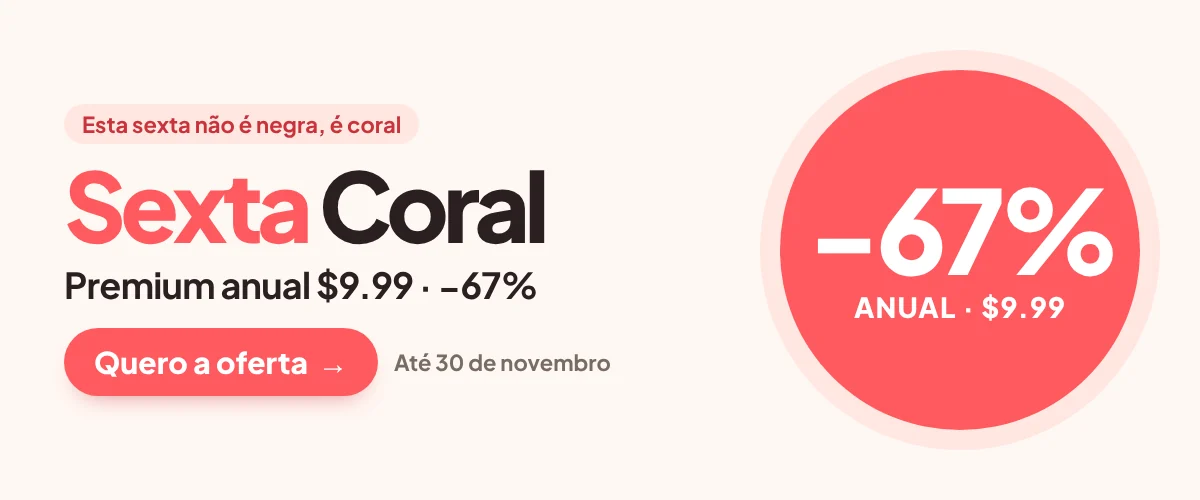 Esta sexta não é negra, é coral
Sexta Coral
Premium anual $9.99 · −67%
Quero a oferta →
Até 30 de novembro
−67%
ANUAL · $9.99